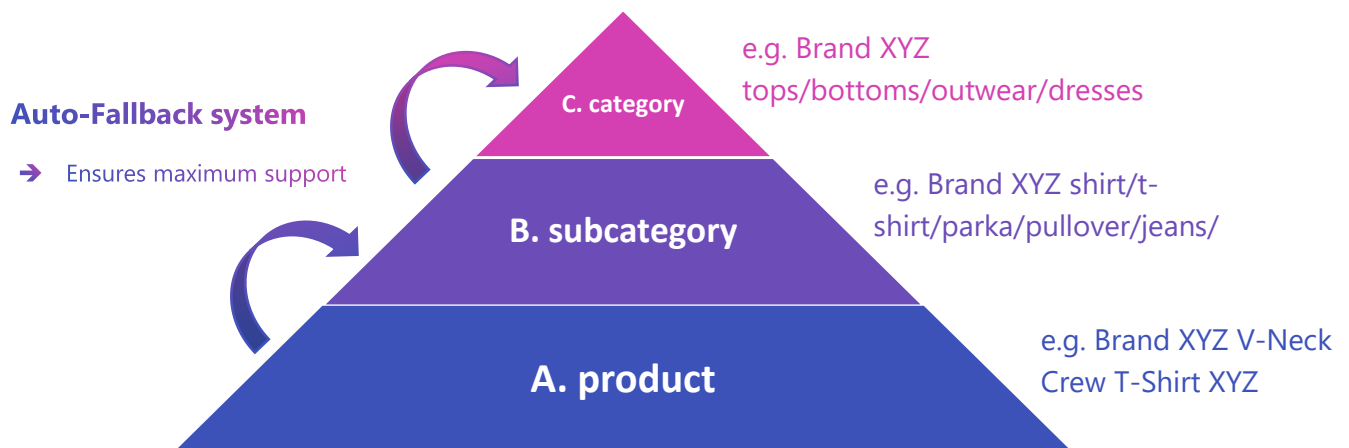 e.g. Brand XYZ
tops/bottoms/outwear/dresses
C. category
Auto-Fallback system
➔ Ensures maximum support
e.g. Brand XYZ shirt/t-
shirt/parka/pullover/jeans/
B. subcategory
e.g. Brand XYZ V-Neck
Crew T-Shirt XYZ
A. product